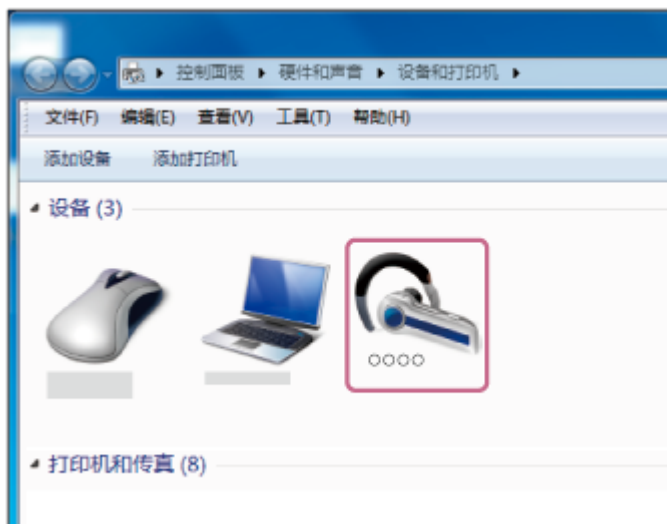 控制面板 ▸ 硬件和声音 ▸ 设备和打印机 ▸
文件(F) 编辑(E) 查看(V) 工具(T) 帮助(H)
添加设备 添加打印机
设备 (3)
○○○○
打印机和传真 (8)